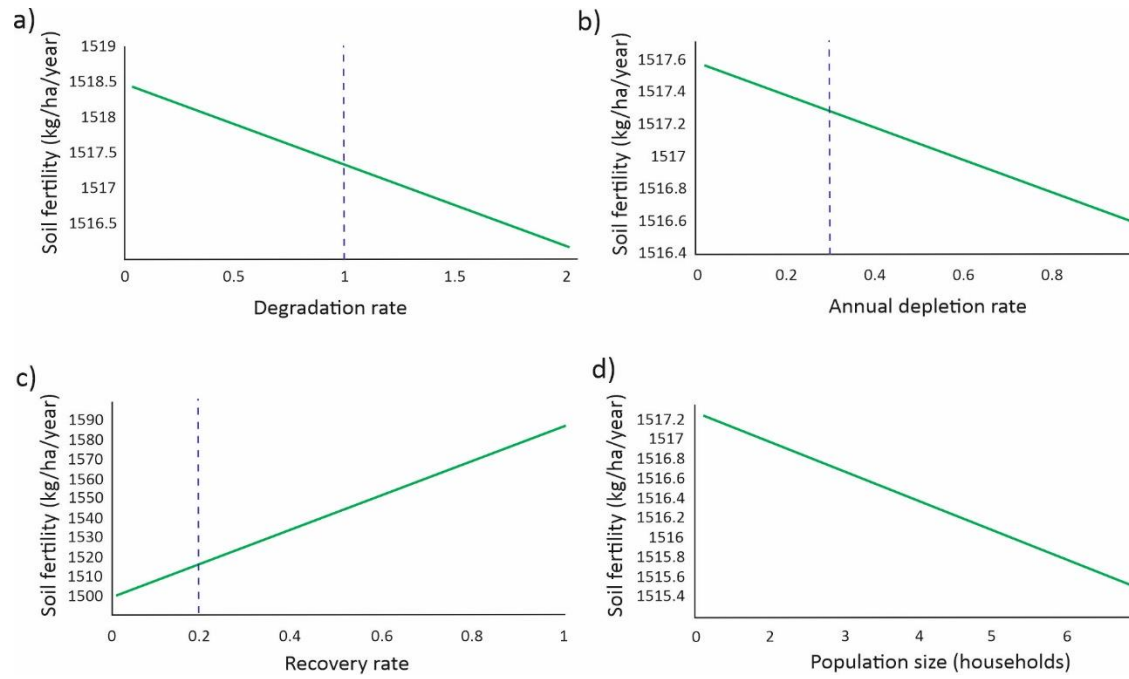 a)
Soil fertility (kg/ha/year)
1519
1518.5
1518
1517.5
1517
1516.5
0 0.5 1 1.5 2
Degradation rate
b)
Soil fertility (kg/ha/year)
1517.6
1517.4
1517.2
1517
1516.8
1516.6
1516.4
0 0.2 0.4 0.6 0.8
Annual depletion rate
c)
Soil fertility (kg/ha/year)
1590
1580
1570
1560
1550
1540
1530
1520
1510
1500
0 0.2 0.4 0.6 0.8 1
Recovery rate
d)
Soil fertility (kg/ha/year)
1517.2
1517
1516.8
1516.6
1516.4
1516.2
1516
1515.8
1515.6
1515.4
0 2 3 4 5 6
Population size (households)